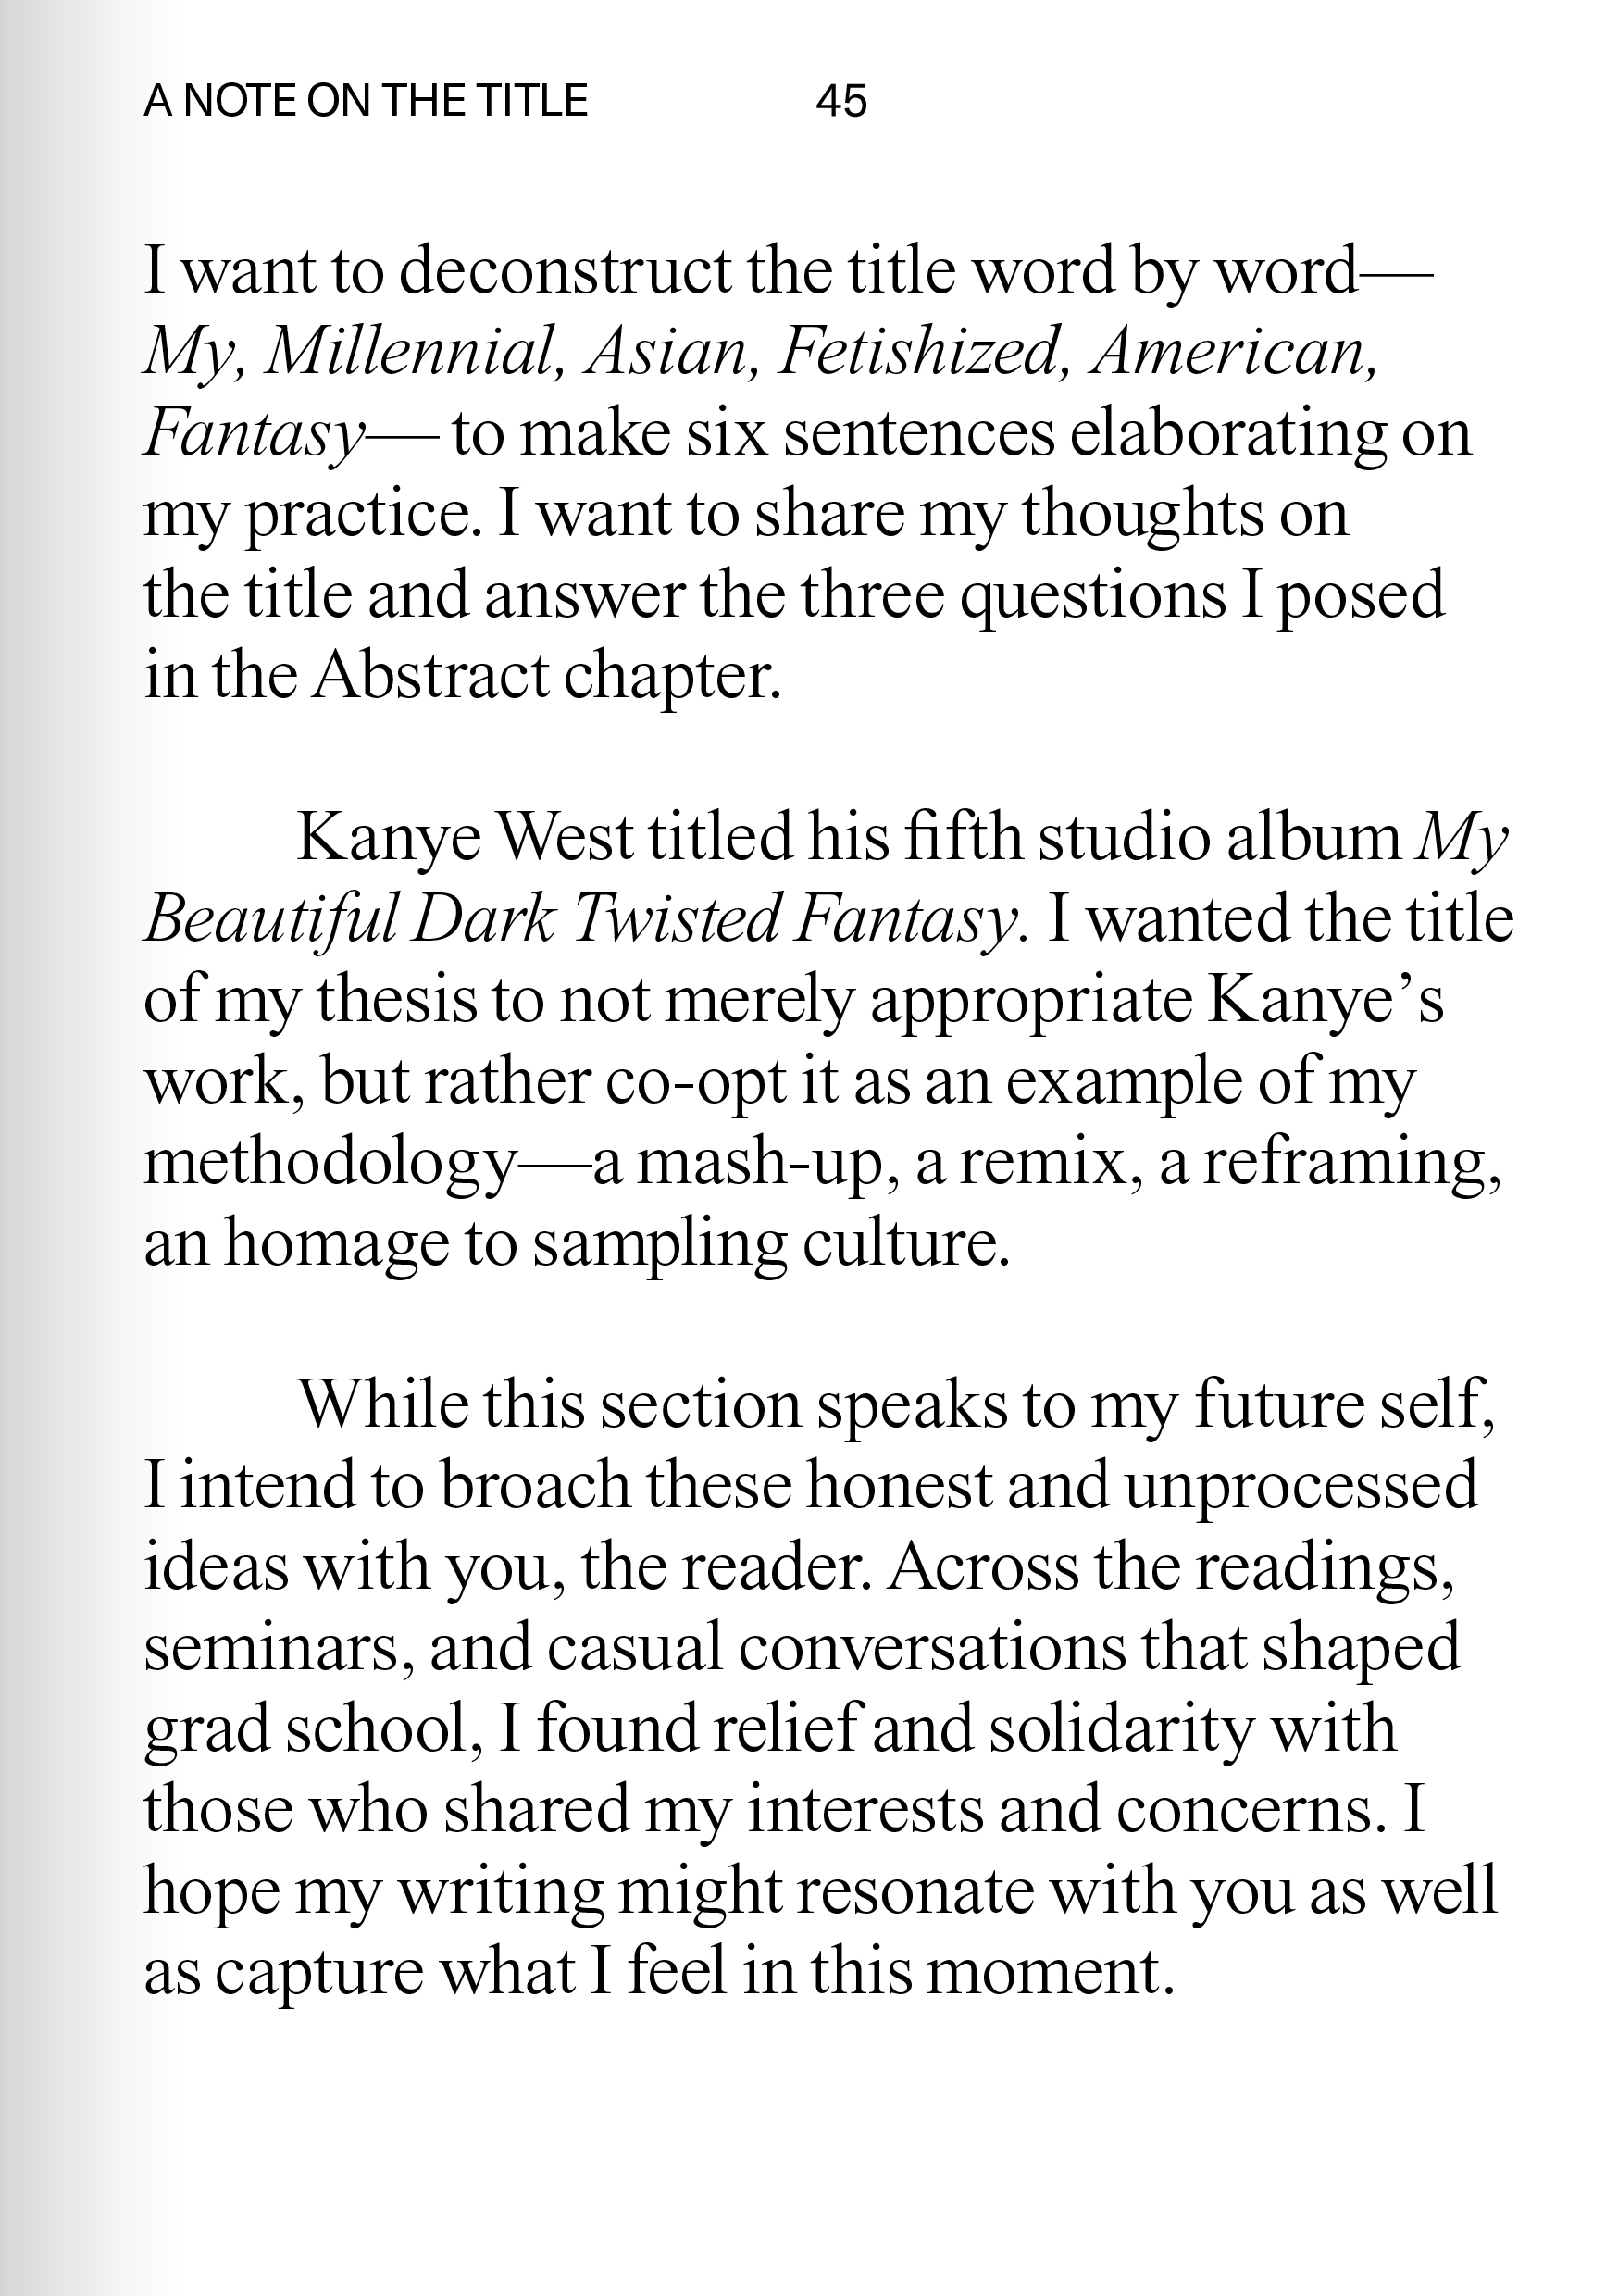 A NOTE ON THE TITLE 45
I want to deconstruct the title word by word—
My, Millennial, Asian, Fetishized, American,
Fantasy— to make six sentences elaborating on
my practice. I want to share my thoughts on
the title and answer the three questions I posed
in the Abstract chapter.
Kanye West titled his fifth studio album My
Beautiful Dark Twisted Fantasy. I wanted the title
of my thesis to not merely appropriate Kanye’s
work, but rather co-opt it as an example of my
methodology—a mash-up, a remix, a reframing,
an homage to sampling culture.
While this section speaks to my future self,
I intend to broach these honest and unprocessed
ideas with you, the reader. Across the readings,
seminars, and casual conversations that shaped
grad school, I found relief and solidarity with
those who shared my interests and concerns. I
hope my writing might resonate with you as well
as capture what I feel in this moment.